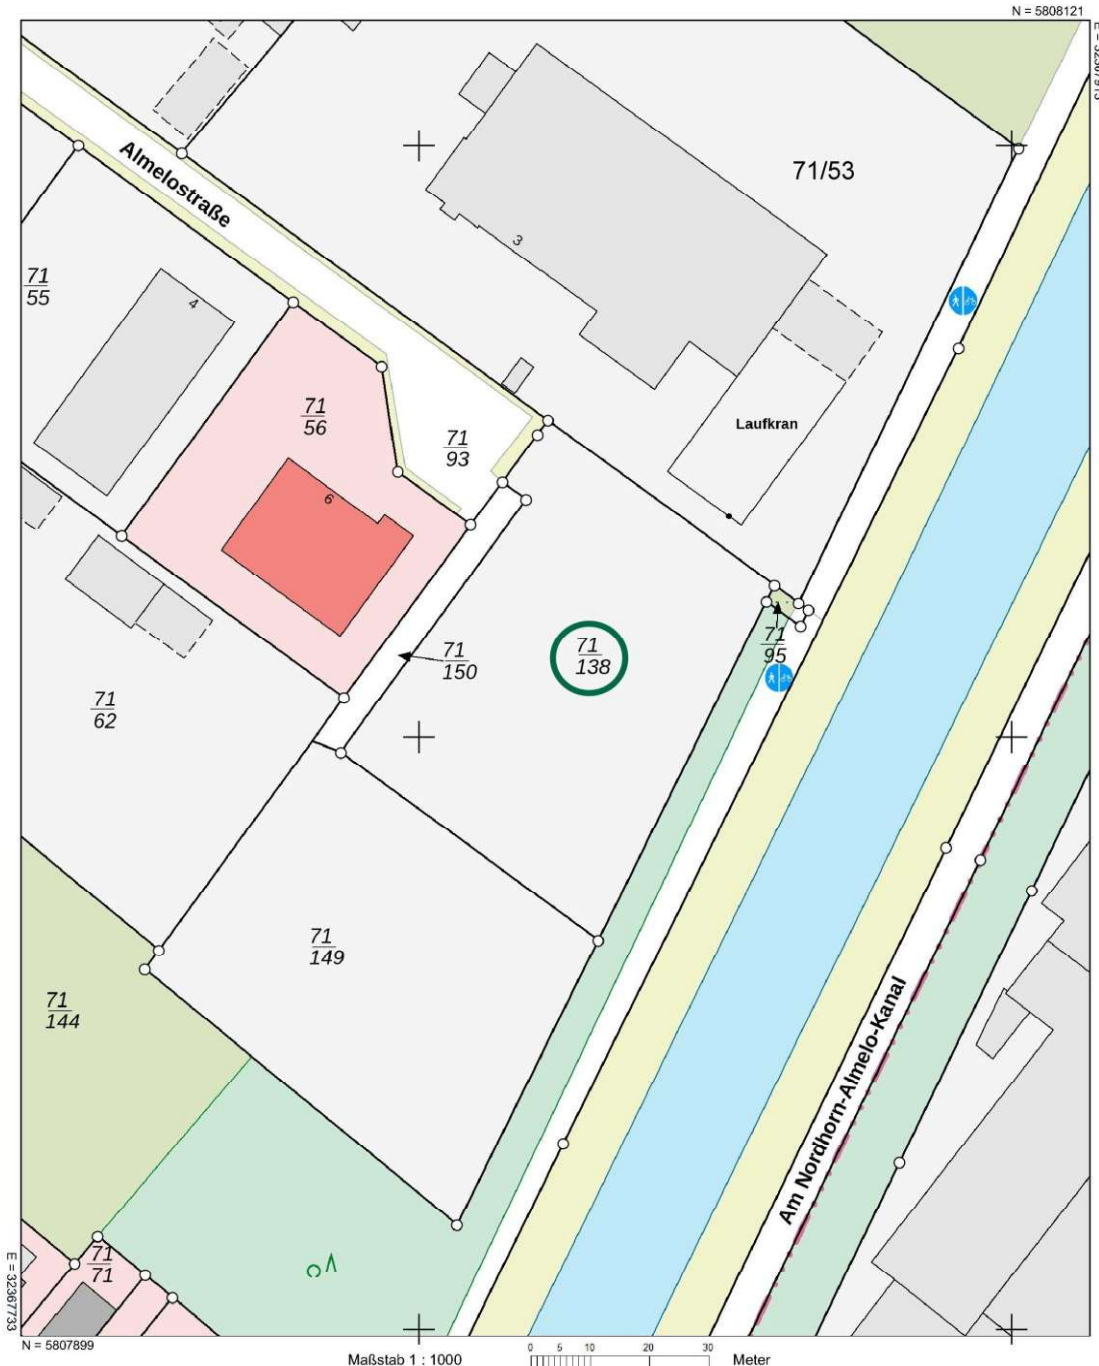 N = 5808121
E = 32367973
71/53
Almelostraße
3
71
55
4
71
56
71
93
Laufkran
6
71
138
71
95
71
150
71
62
71
149
71
144
Am Nordhorn-Almelo-Kanal
71
71
E = 32367733
N = 5807899
Maßstab 1 : 1000
0 5 10 20 30
Meter